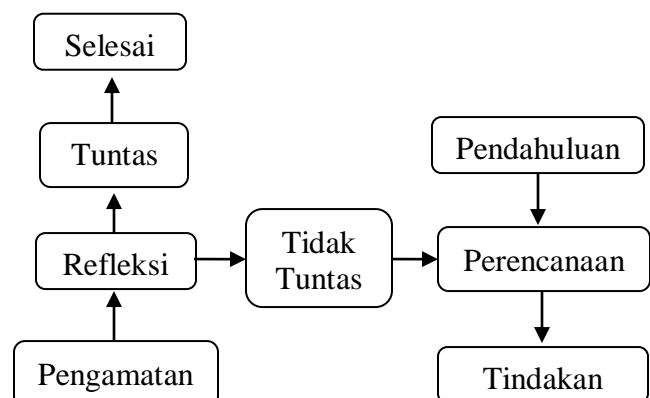 Selesai
Tuntas
Pendahuluan
Refleksi
Tidak
Tuntas
Perencanaan
Pengamatan
Tindakan